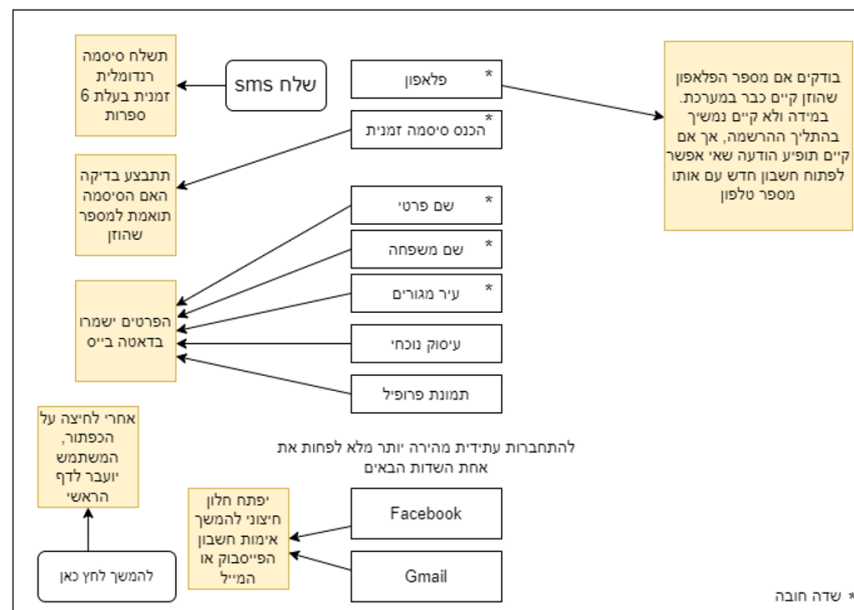 תשלח סיסמה
רנדומלית
זמנית בעלת 6
ספרות
שלח sms
פלאפון *
בודקים אם מספר הפלאפון
שהוזן קיים כבר במערכת.
במידה ולא קיים נמשיך
בהתליך ההרשמה, אך אם
קיים תופיע הודעה שאי אפשר
לפתוח חשבון חדש עם אותו
מספר טלפון
הכנס סיסמה זמנית *
תתבצע בדיקה
האם הסיסמה
תואמת למספר
שהוזן
שם פרטי *
שם משפחה *
עיר מגורים *
עיסוק נוכחי
תמונת פרופיל
הפרטים ישמרו
בדאטה בייס
להתחברות עתידית מהירה יותר מלא לפחות את
אחת השדות הבאים
Facebook
Gmail
יפתח חלון
חיצוני להמשך
אימות חשבון
הפייסבוק או
המייל
אחרי לחיצה על
הכפתור,
המשתמש
יועבר לדף
הראשי
להמשך לחץ כאן
* שדה חובה